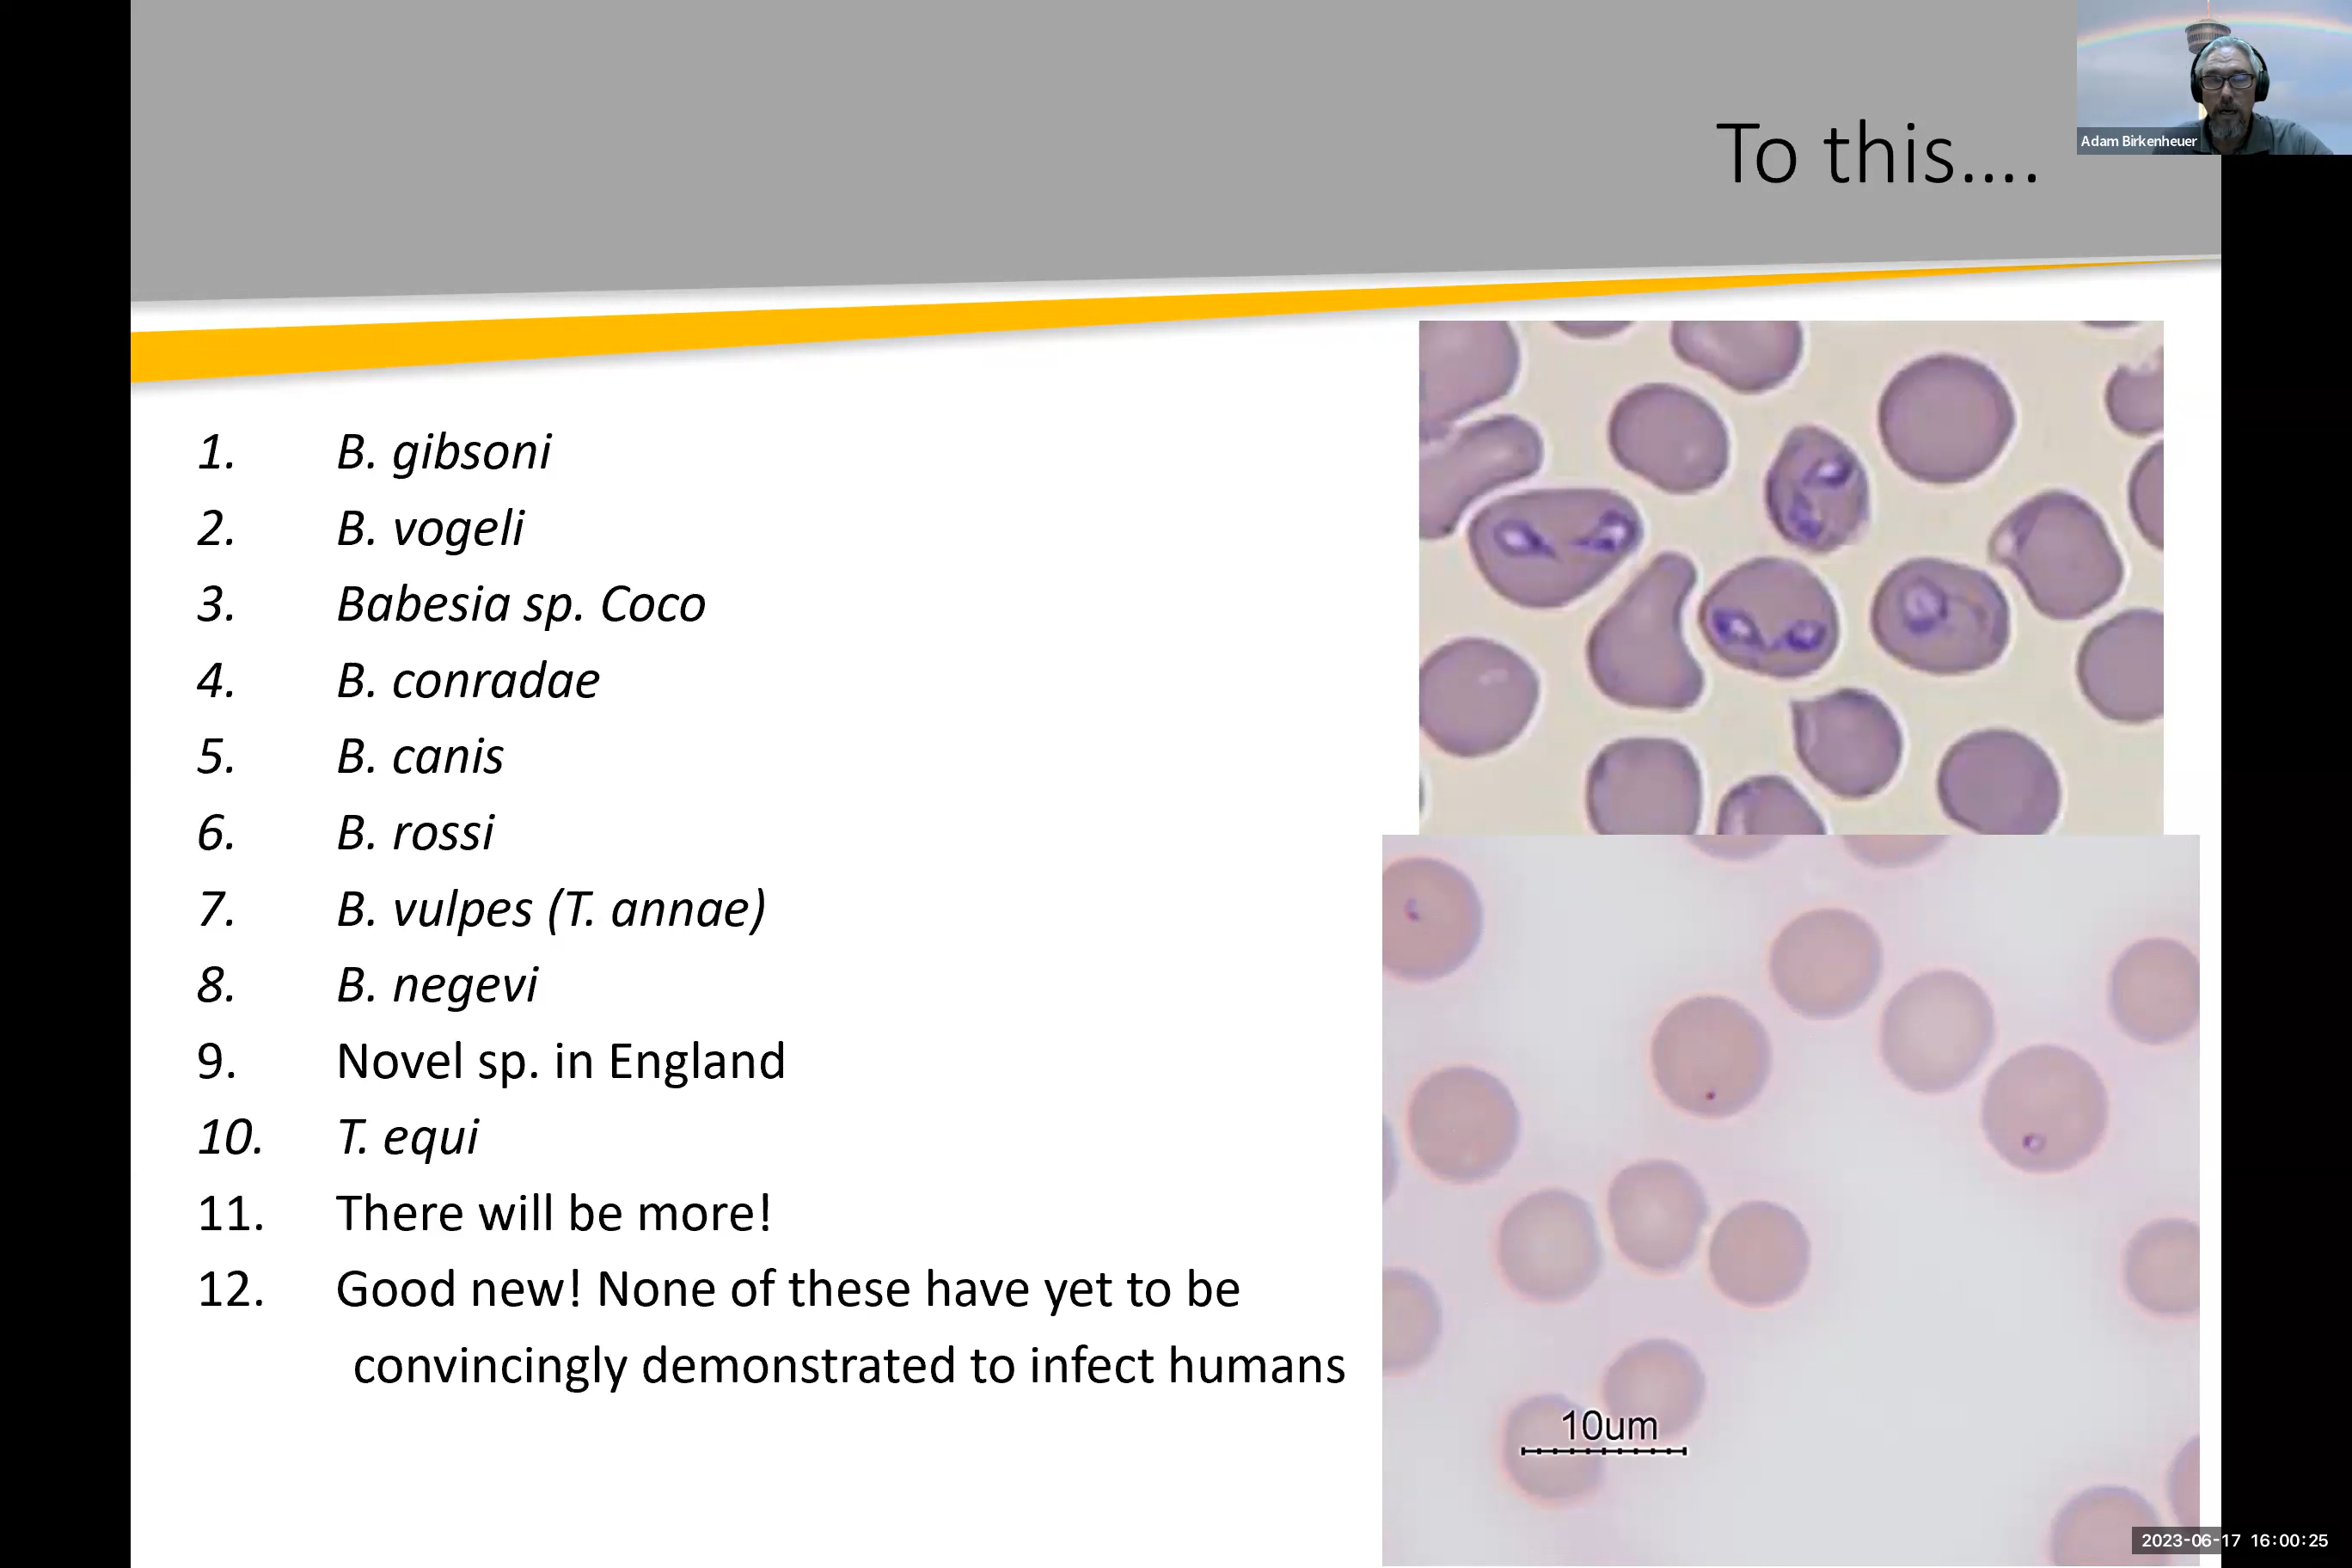 To this....
Adam Birkenheuer
1. B. gibsoni
2. B. vogeli
3. Babesia sp. Coco
4. B. conradae
5. B. canis
6. B. rossi
7. B. vulpes (T. annae)
8. B. negevi
9. Novel sp. in England
10. T. equi
11. There will be more!
12. Good new! None of these have yet to be
convincingly demonstrated to infect humans
10um
2023-06-17 16:00:25